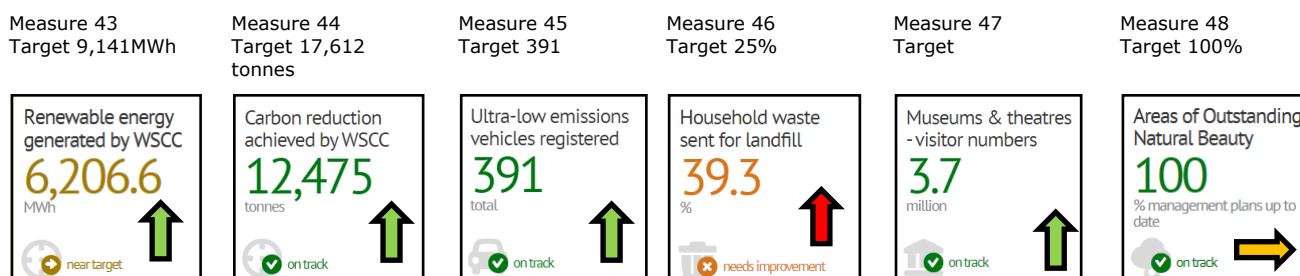 Measure 43
Target 9,141MWh
Measure 44
Target 17,612
tonnes
Measure 45
Target 391
Measure 46
Target 25%
Measure 47
Target
Measure 48
Target 100%
Renewable energy
generated by WSCC
6,206.6
MWh
near target
Carbon reduction
achieved by WSCC
12,475
tonnes
on track
Ultra-low emissions
vehicles registered
391
total
on track
Household waste
sent for landfill
39.3
%
needs improvement
Museums & theatres
- visitor numbers
3.7
million
on track
Areas of Outstanding
Natural Beauty
100
% management plans up to
date
on track